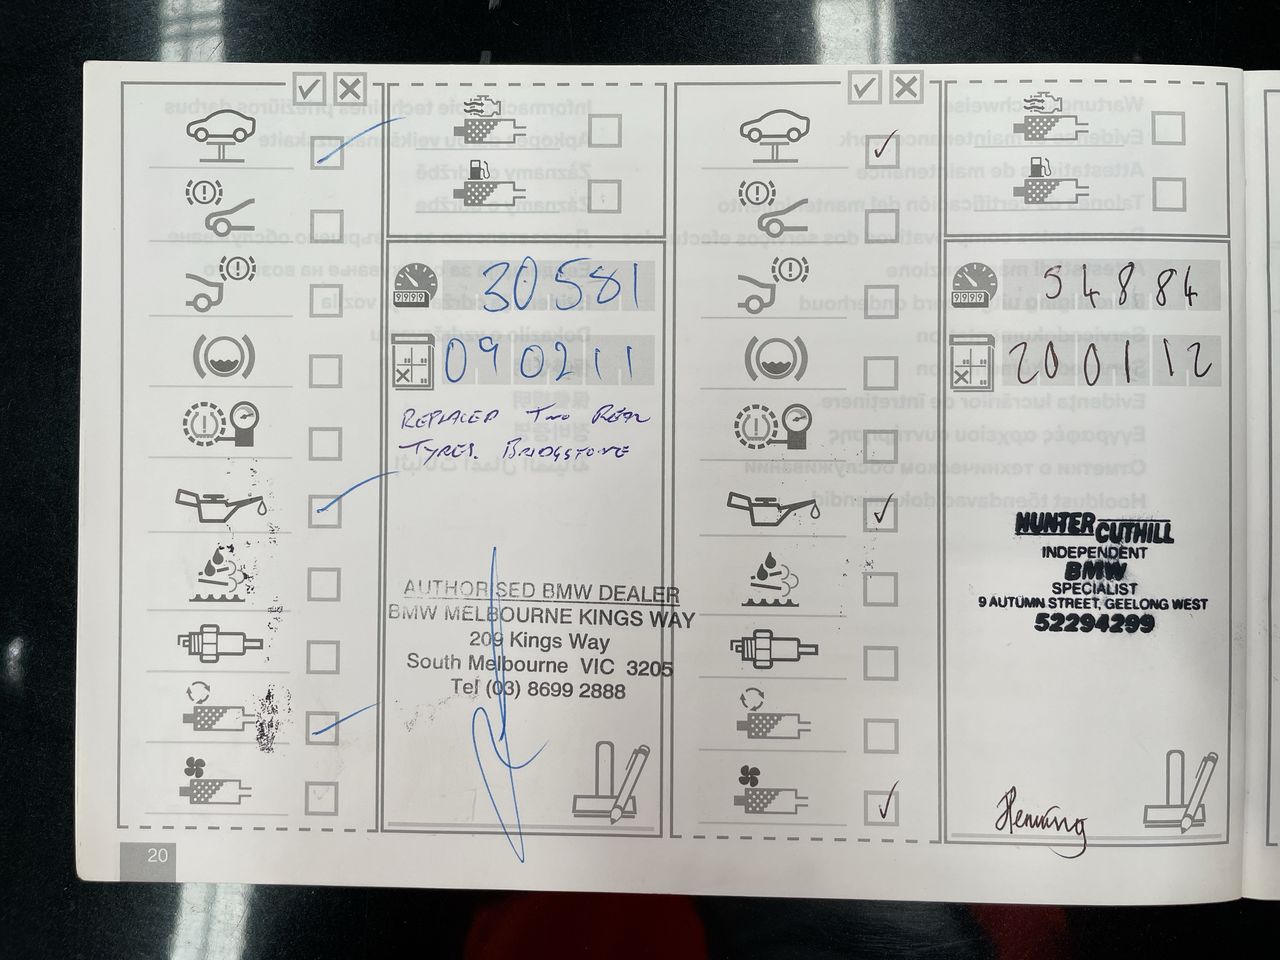 30581
090211
REPLACED TWO REAR
TYRES. BRIDGSTONE
AUTHORISED BMW DEALER
BMW MELBOURNE KINGS WAY
209 Kings Way
South Melbourne VIC 3205
Tel (03) 8699 2888
20
54884
200112
HUNTER CUTHILL
INDEPENDENT
BMW
SPECIALIST
9 AUTUMN STREET, GEELONG WEST
52294299
Henning